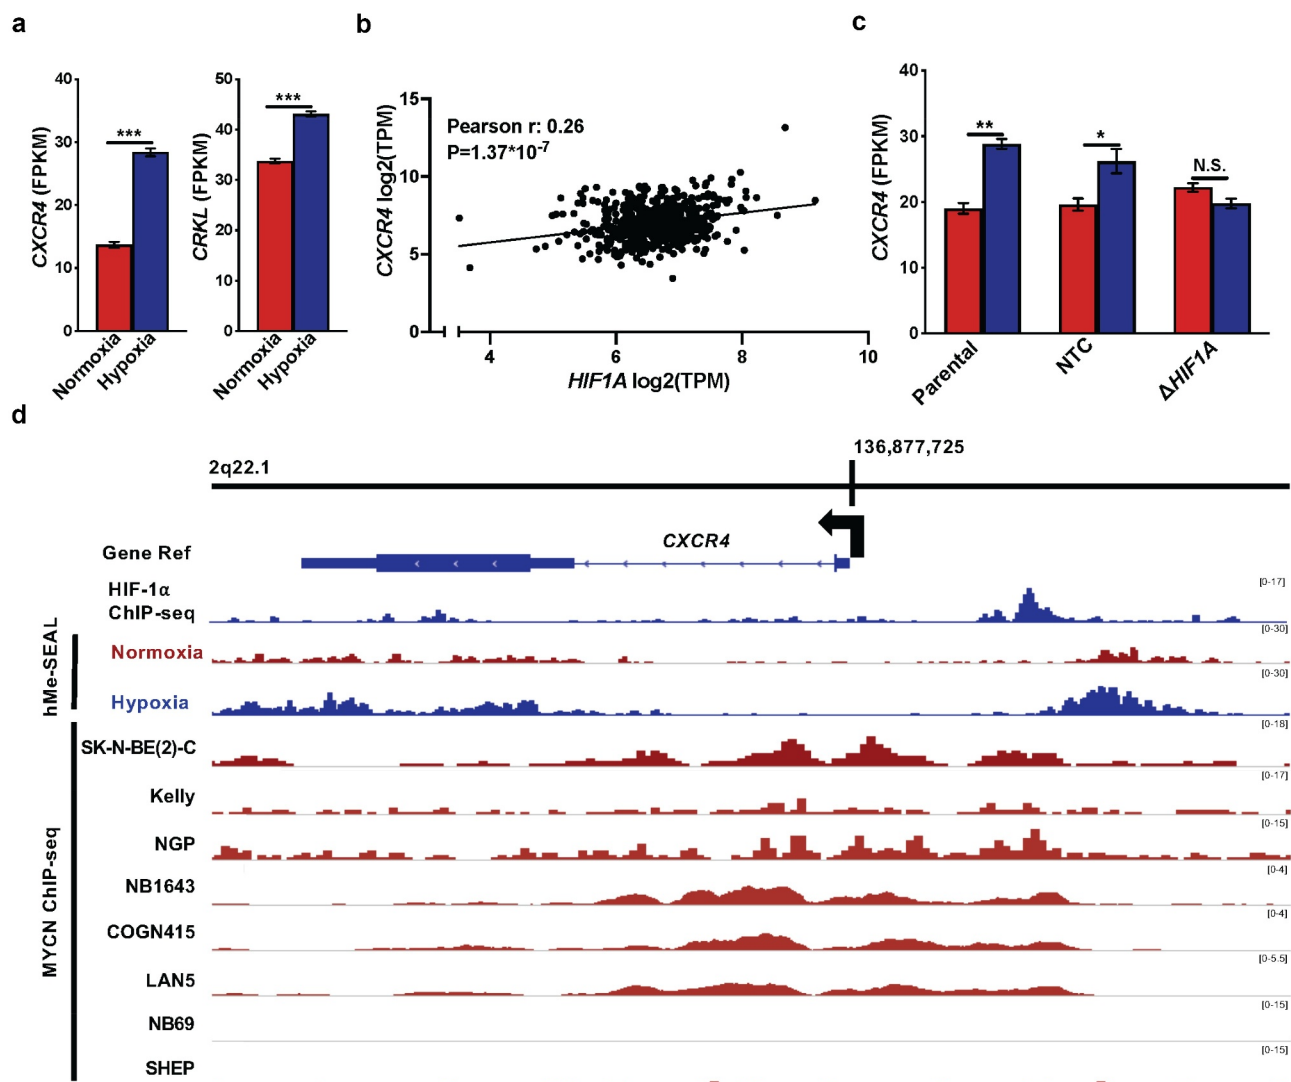 a
CXCR4 (FPKM)
40
30
20
10
0
***
Normoxia
Hypoxia
CRKL (FPKM)
50
40
30
20
10
0
***
Normoxia
Hypoxia
b
CXCR4 log2(TPM)
15
10
5
0
Pearson r: 0.26
P=1.37*10-7
4
6
8
10
HIF1A log2(TPM)
c
CXCR4 (FPKM)
40
30
20
10
0
**
*
N.S.
Parental
NTC
ΔHIF1A
d
136,877,725
2q22.1
CXCR4
Gene Ref
HIF-1α
ChIP-seq
[0-17]
hMe-SEAL
[0-30]
Normoxia
[0-30]
Hypoxia
MYCN ChIP-seq
[0-18]
SK-N-BE(2)-C
[0-17]
Kelly
[0-15]
NGP
[0-4]
NB1643
[0-4]
COGN415
[0-5.5]
LAN5
[0-15]
NB69
[0-15]
SHEP